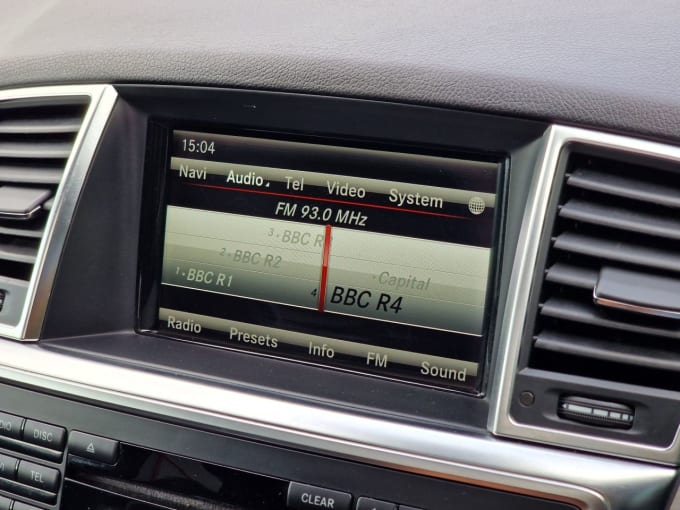 15:04
Navi Audio Tel Video System
FM 93.0 MHz
3 BBC R3
2 BBC R2
Capital
1 BBC R1
4 BBC R4
Radio Presets Info FM Sound
DISC
TEL
CLEAR